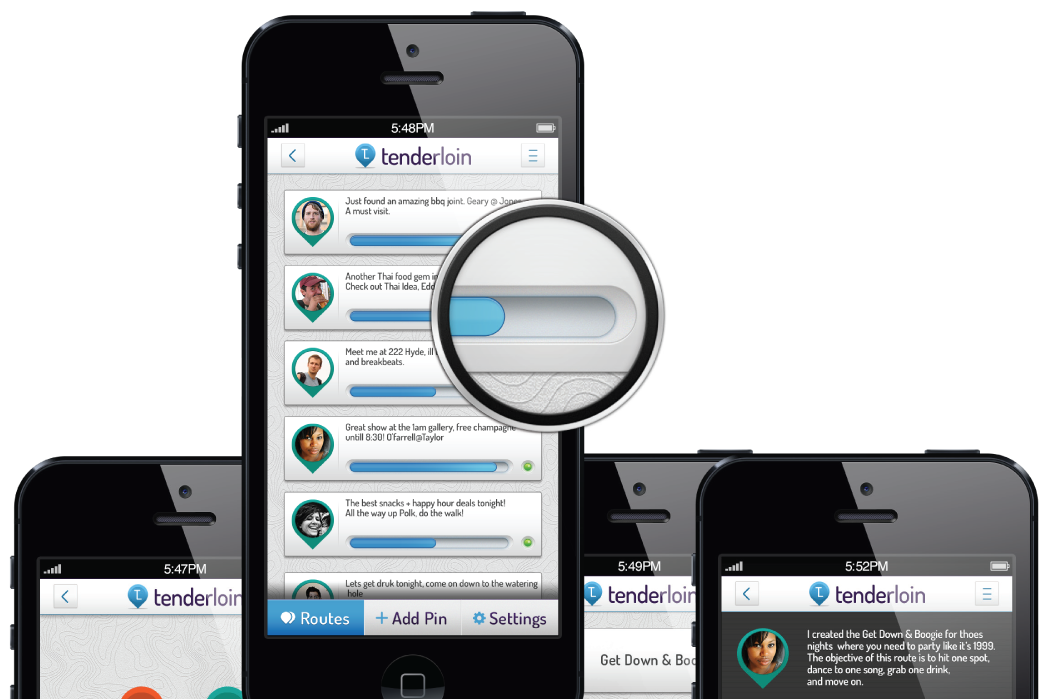 5:48PM
tenderloin
Just found an amazing bbq joint. Geary @ Jones
A must visit.
Another Thai food gem in
Check out Thai Idea, Edd
Meet me at 222 Hyde, ill
and breakbeats.
Great show at the 1am gallery, free champagne
untill 8:30! O'farrell@Taylor
The best snacks + happy hour deals tonight!
All the way up Polk, do the walk!
Lets get druk tonight, come on down to the watering
hole
Routes
+ Add Pin
Settings
5:47PM
tenderloin
5:49PM
tenderloin
Get Down & Boo
5:52PM
tenderloin
I created the Get Down & Boogie for thoes
nights where you need to party like it's 1999.
The objective of this route is to hit one spot,
dance to one song, grab one drink,
and move on.